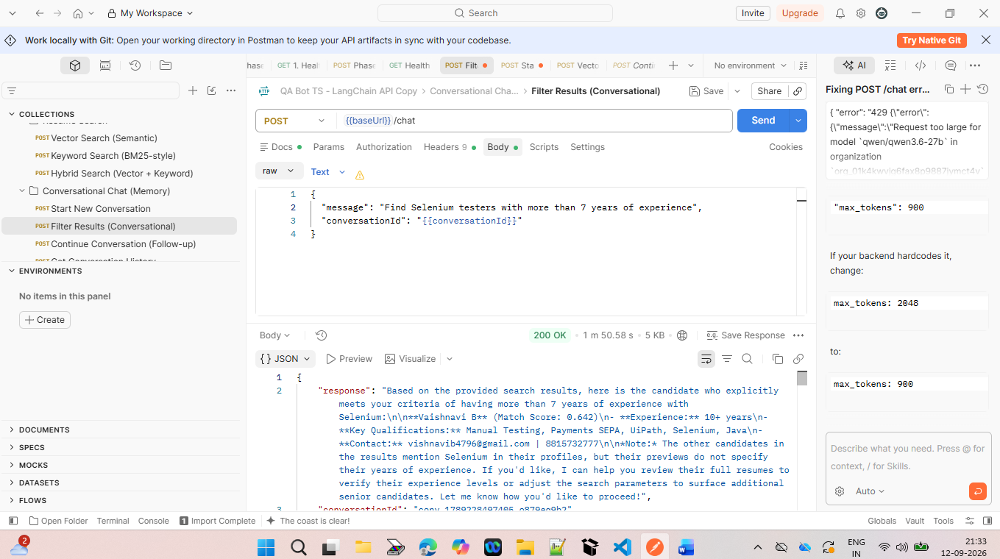 My Workspace
Search
Invite
Upgrade
Work locally with Git: Open your working directory in Postman to keep your API artifacts in sync with your codebase.
Try Native Git
hase
GET 1. Heal
POST Phase
GET Health
POST Filt
POST Sta
POST Vecto
POST Conti
No environment
AI
COLLECTIONS
POST Vector Search (Semantic)
POST Keyword Search (BM25-style)
POST Hybrid Search (Vector + Keyword)
Conversational Chat (Memory)
POST Start New Conversation
POST Filter Results (Conversational)
POST Continue Conversation (Follow-up)
POST Get Conversation History
ENVIRONMENTS
No items in this panel
Create
DOCUMENTS
SPECS
MOCKS
DATASETS
FLOWS
HTTP
QA Bot TS - LangChain API Copy > Conversational Cha... > Filter Results (Conversational)
Save
Share
POST
{{baseUrl}} /chat
Send
Docs
Params
Authorization
Headers 9
Body
Scripts
Settings
Cookies
raw
Text
1 {
2 "message": "Find Selenium testers with more than 7 years of experience",
3 "conversationId": "{{conversationId}}"
4 }
Body
200 OK
1 m 50.58 s
5 KB
e.g. Save Response
{} JSON
Preview
Visualize
1 {
2 "response": "Based on the provided search results, here is the candidate who explicitly
meets your criteria of having more than 7 years of experience with
Selenium:\n\n**Vaishnavi B** (Match Score: 0.642)\n- **Experience:** 10+ years\n-
**Key Qualifications:** Manual Testing, Payments SEPA, UiPath, Selenium, Java\n-
**Contact:** vishnavib4796@gmail.com | 8815732777\n\n*Note:* The other candidates in
the results mention Selenium in their profiles, but their previews do not specify
their years of experience. If you'd like, I can help you review their full resumes to
verify their experience levels or adjust the search parameters to surface additional
senior candidates. Let me know how you'd like to proceed!",
3 "conversationId": "conv_1789228497405_o879eg9h2"
Fixing POST /chat err...
{ "error": "429 {\"error\":
{\"message\":\"Request too large for
model `qwen/qwen3.6-27b` in
organization
"max_tokens": 900
If your backend hardcodes it,
change:
max_tokens: 2048
to:
max_tokens: 900
Describe what you need. Press @ for
context, / for Skills.
Auto
Open Folder
Terminal
Console
1 Import Complete
The coast is clear!
Globals
Vault
Tools
2
ENG
IN
21:33
12-09-2026